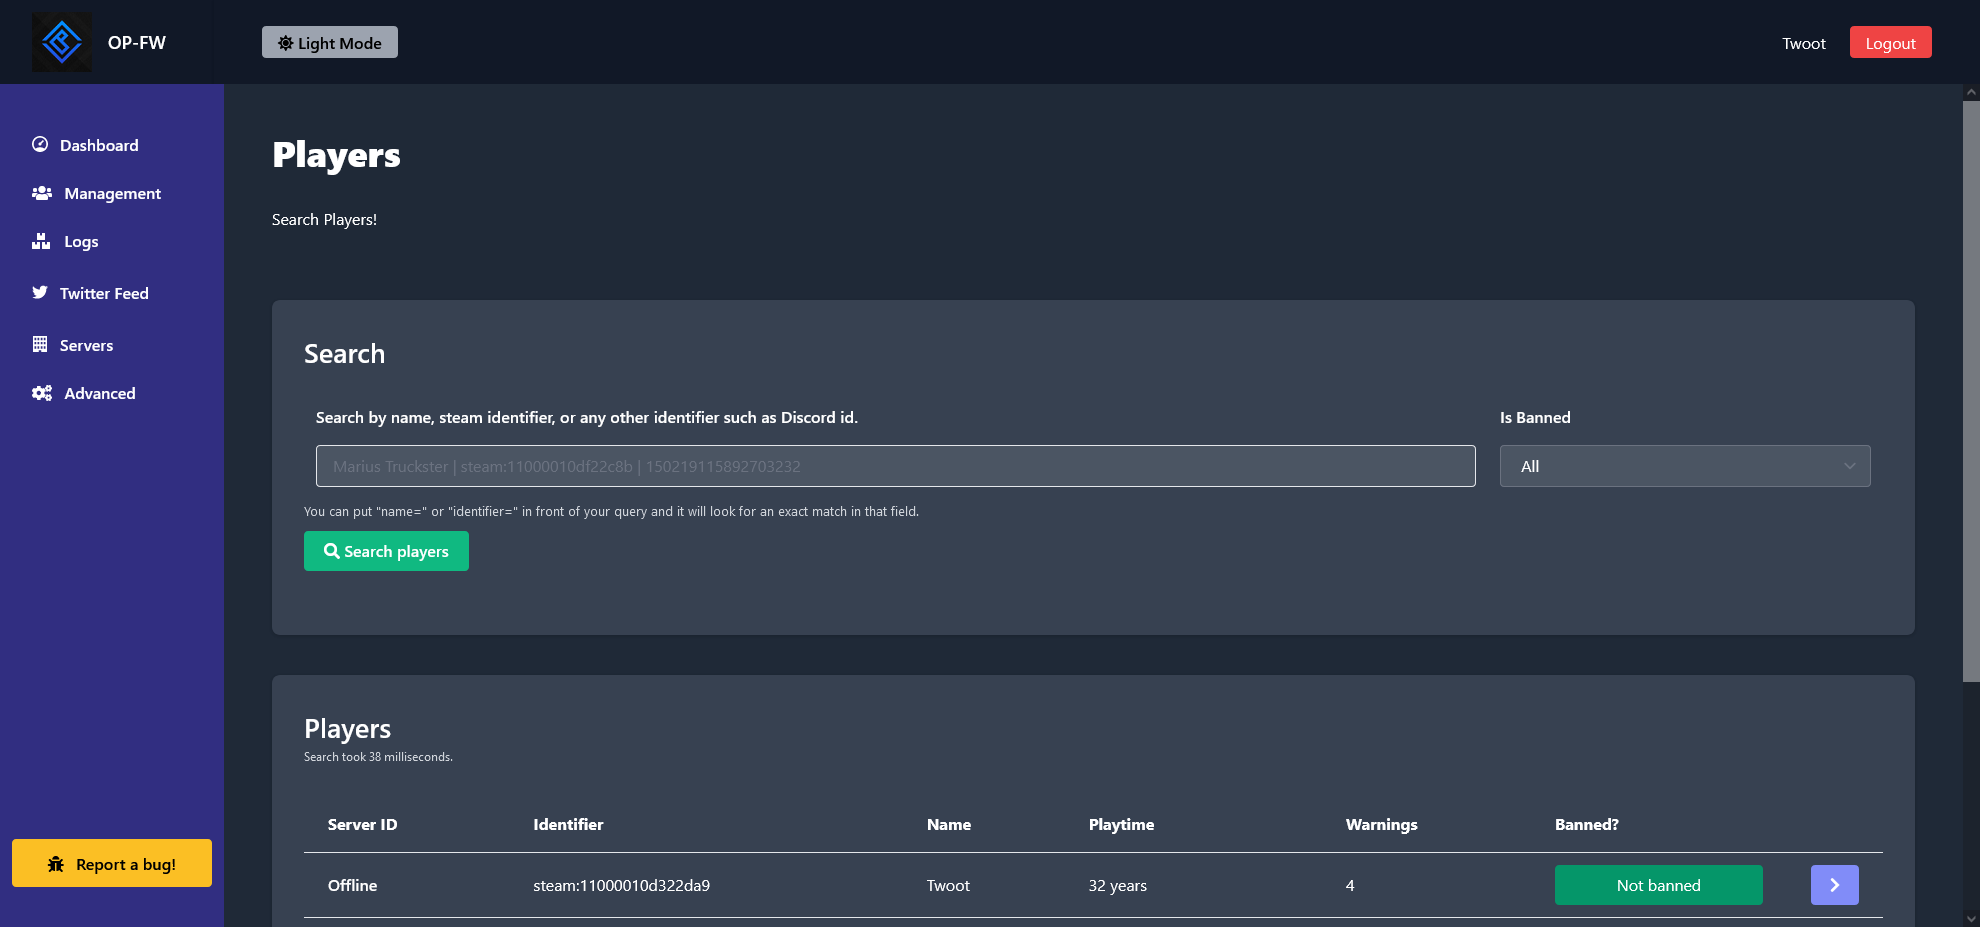 OP-FW
Light Mode
Twoot
Logout
Dashboard
Management
Logs
Twitter Feed
Servers
Advanced
Report a bug!
Players
Search Players!
Search
Search by name, steam identifier, or any other identifier such as Discord id.
Is Banned
Marius Truckster | steam:11000010df22c8b | 150219115892703232
All
You can put "name=" or "identifier=" in front of your query and it will look for an exact match in that field.
Search players
Players
Search took 38 milliseconds.
Server ID Identifier Name Playtime Warnings Banned?
Offline steam:11000010d322da9 Twoot 32 years 4 Not banned